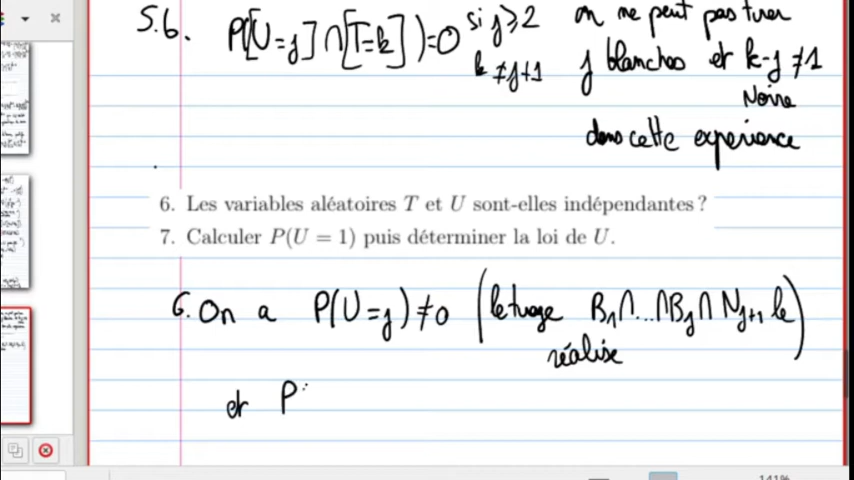 5.6. P([U=j]∩[T=k])=0 si j⩾2 on ne peut pas tirer
k≠j+1 j blanches et k-j≠1
Noire
dans cette expérience
6. Les variables aléatoires T et U sont-elles indépendantes ?
7. Calculer P(U = 1) puis déterminer la loi de U.
6. On a P(U=j)≠0 (le tirage B₁∩...∩Bⱼ∩Nⱼ₊₁ le
réalise)
et P
141%